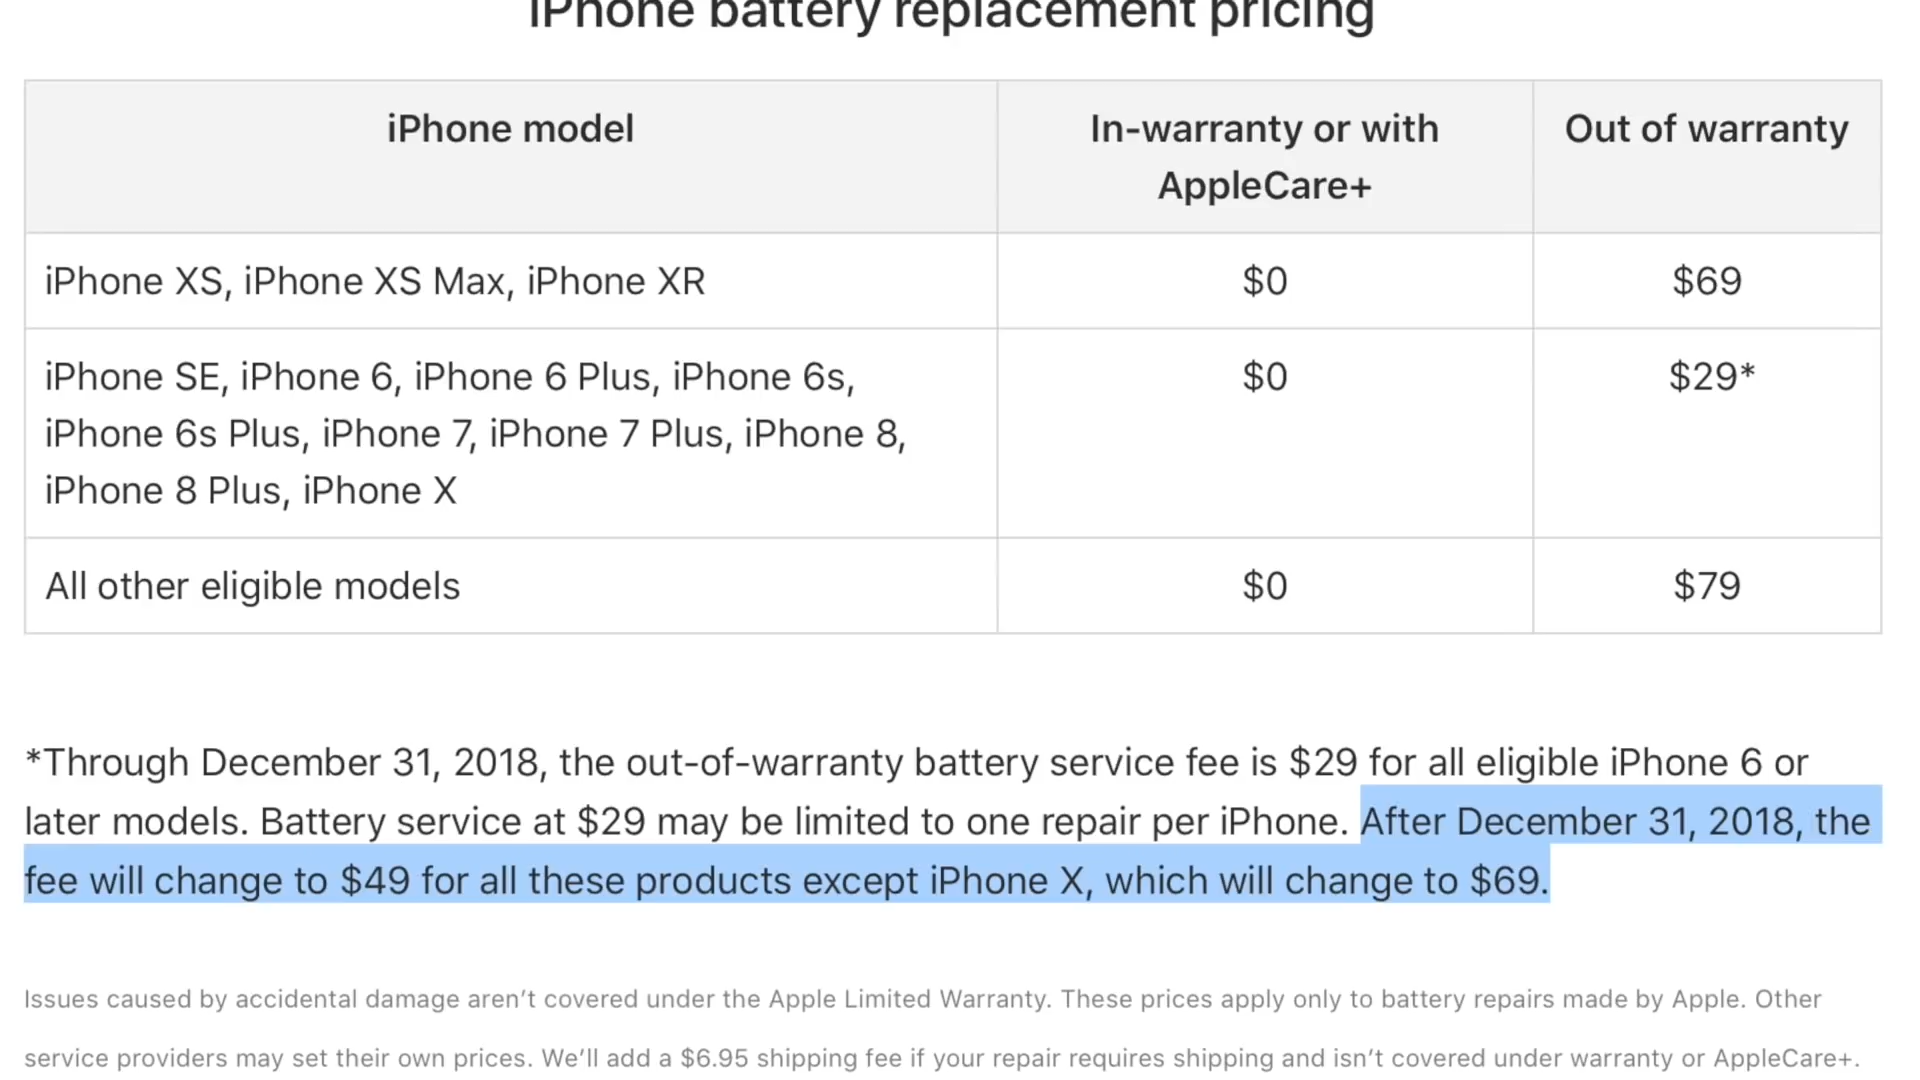 iPhone battery replacement pricing
iPhone model
In-warranty or with
AppleCare+
Out of warranty
iPhone XS, iPhone XS Max, iPhone XR
$0
$69
iPhone SE, iPhone 6, iPhone 6 Plus, iPhone 6s,
iPhone 6s Plus, iPhone 7, iPhone 7 Plus, iPhone 8,
iPhone 8 Plus, iPhone X
$0
$29*
All other eligible models
$0
$79
*Through December 31, 2018, the out-of-warranty battery service fee is $29 for all eligible iPhone 6 or
later models. Battery service at $29 may be limited to one repair per iPhone. After December 31, 2018, the
fee will change to $49 for all these products except iPhone X, which will change to $69.
Issues caused by accidental damage aren’t covered under the Apple Limited Warranty. These prices apply only to battery repairs made by Apple. Other
service providers may set their own prices. We’ll add a $6.95 shipping fee if your repair requires shipping and isn’t covered under warranty or AppleCare+.